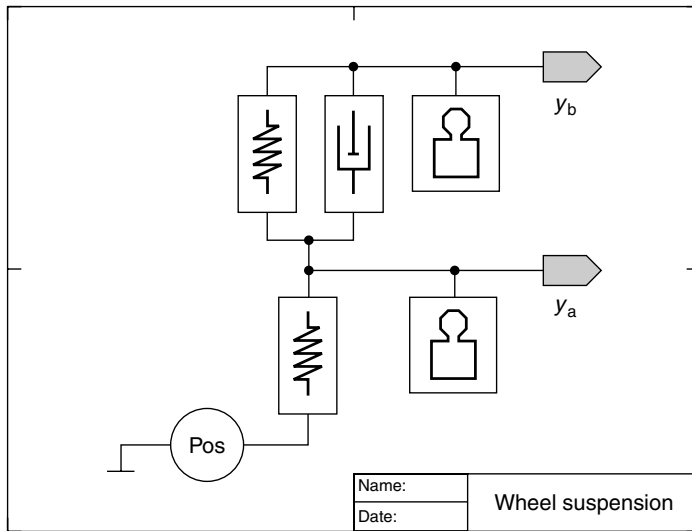 y_b
y_a
Pos
Name:
Date:
Wheel suspension